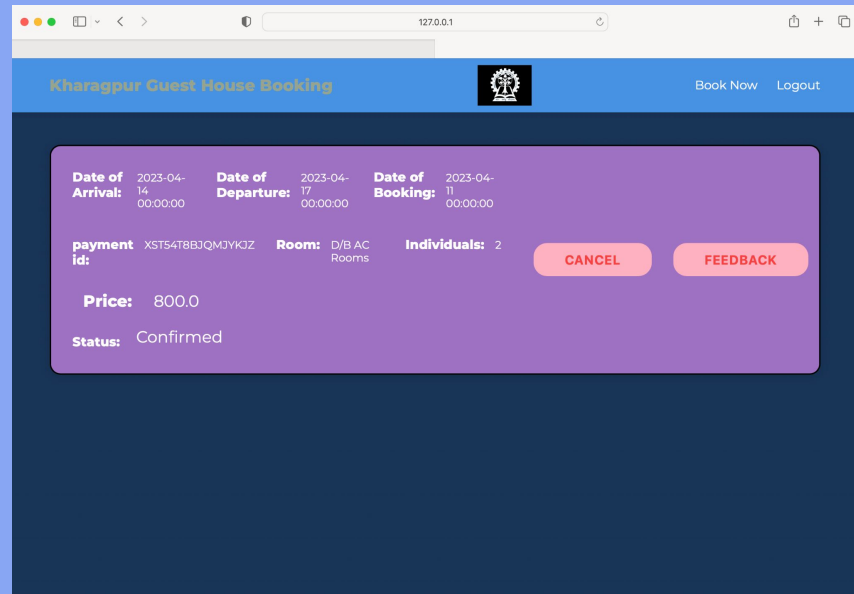 127.0.0.1
Kharagpur Guest House Booking
Book Now Logout
Date of Arrival: 2023-04-14 00:00:00 Date of Departure: 2023-04-17 00:00:00 Date of Booking: 2023-04-11 00:00:00
payment id: XST54T8BJQMJYKJZ Room: D/B AC Rooms Individuals: 2
CANCEL FEEDBACK
Price: 800.0
Status: Confirmed